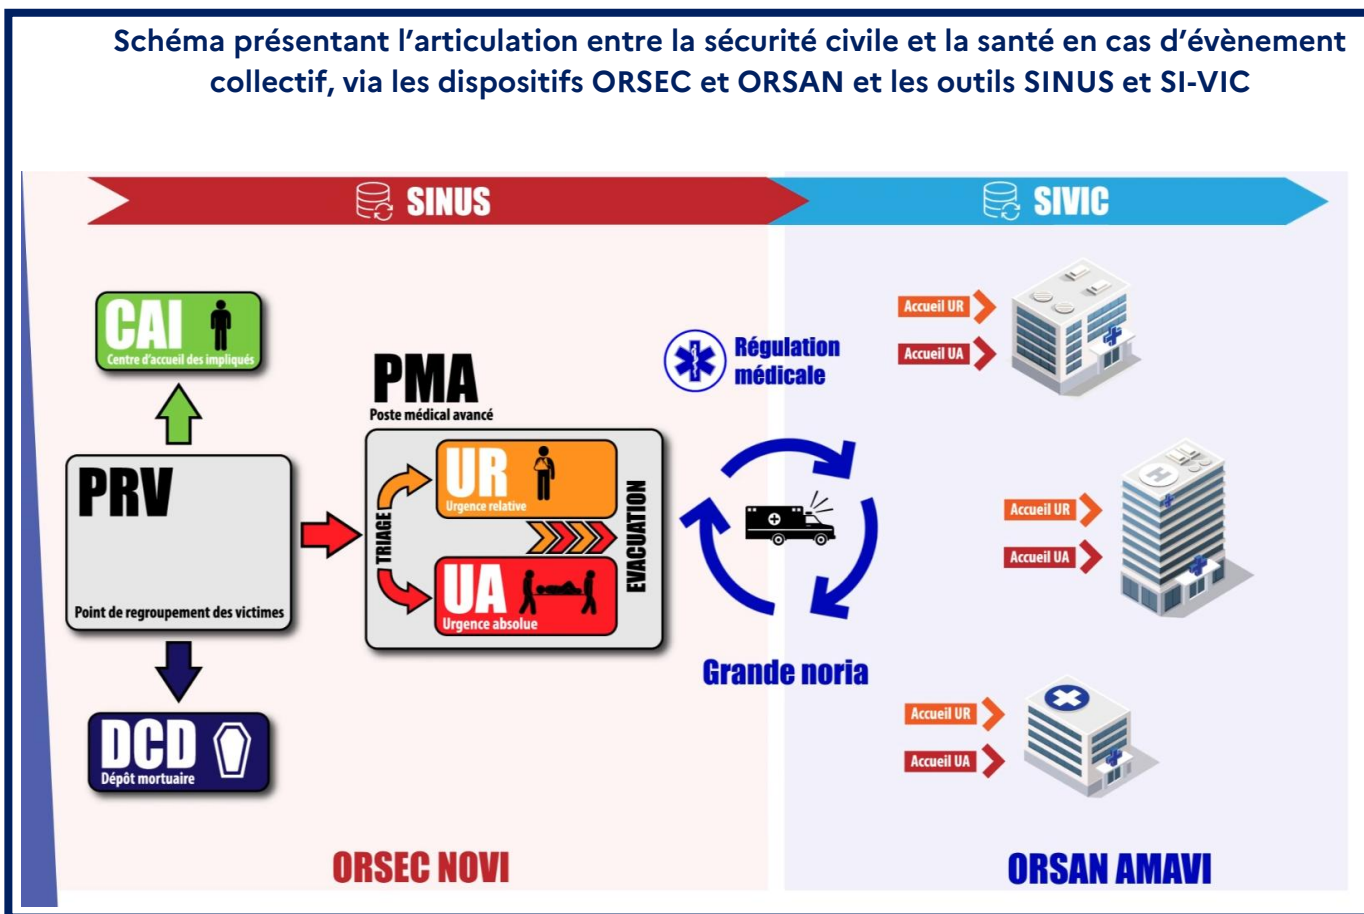 Schéma présentant l’articulation entre la sécurité civile et la santé en cas d’évènement
collectif, via les dispositifs ORSEC et ORSAN et les outils SINUS et SI-VIC
SINUS
SIVIC
CAI
Centre d'accueil des impliqués
PRV
Point de regroupement des victimes
DCD
Dépôt mortuaire
PMA
Poste médical avancé
TRIAGE
UR
Urgence relative
UA
Urgence absolue
EVACUATION
Régulation
médicale
Grande noria
Accueil UR
Accueil UA
Accueil UR
Accueil UA
H
Accueil UR
Accueil UA
ORSEC NOVI
ORSAN AMAVI